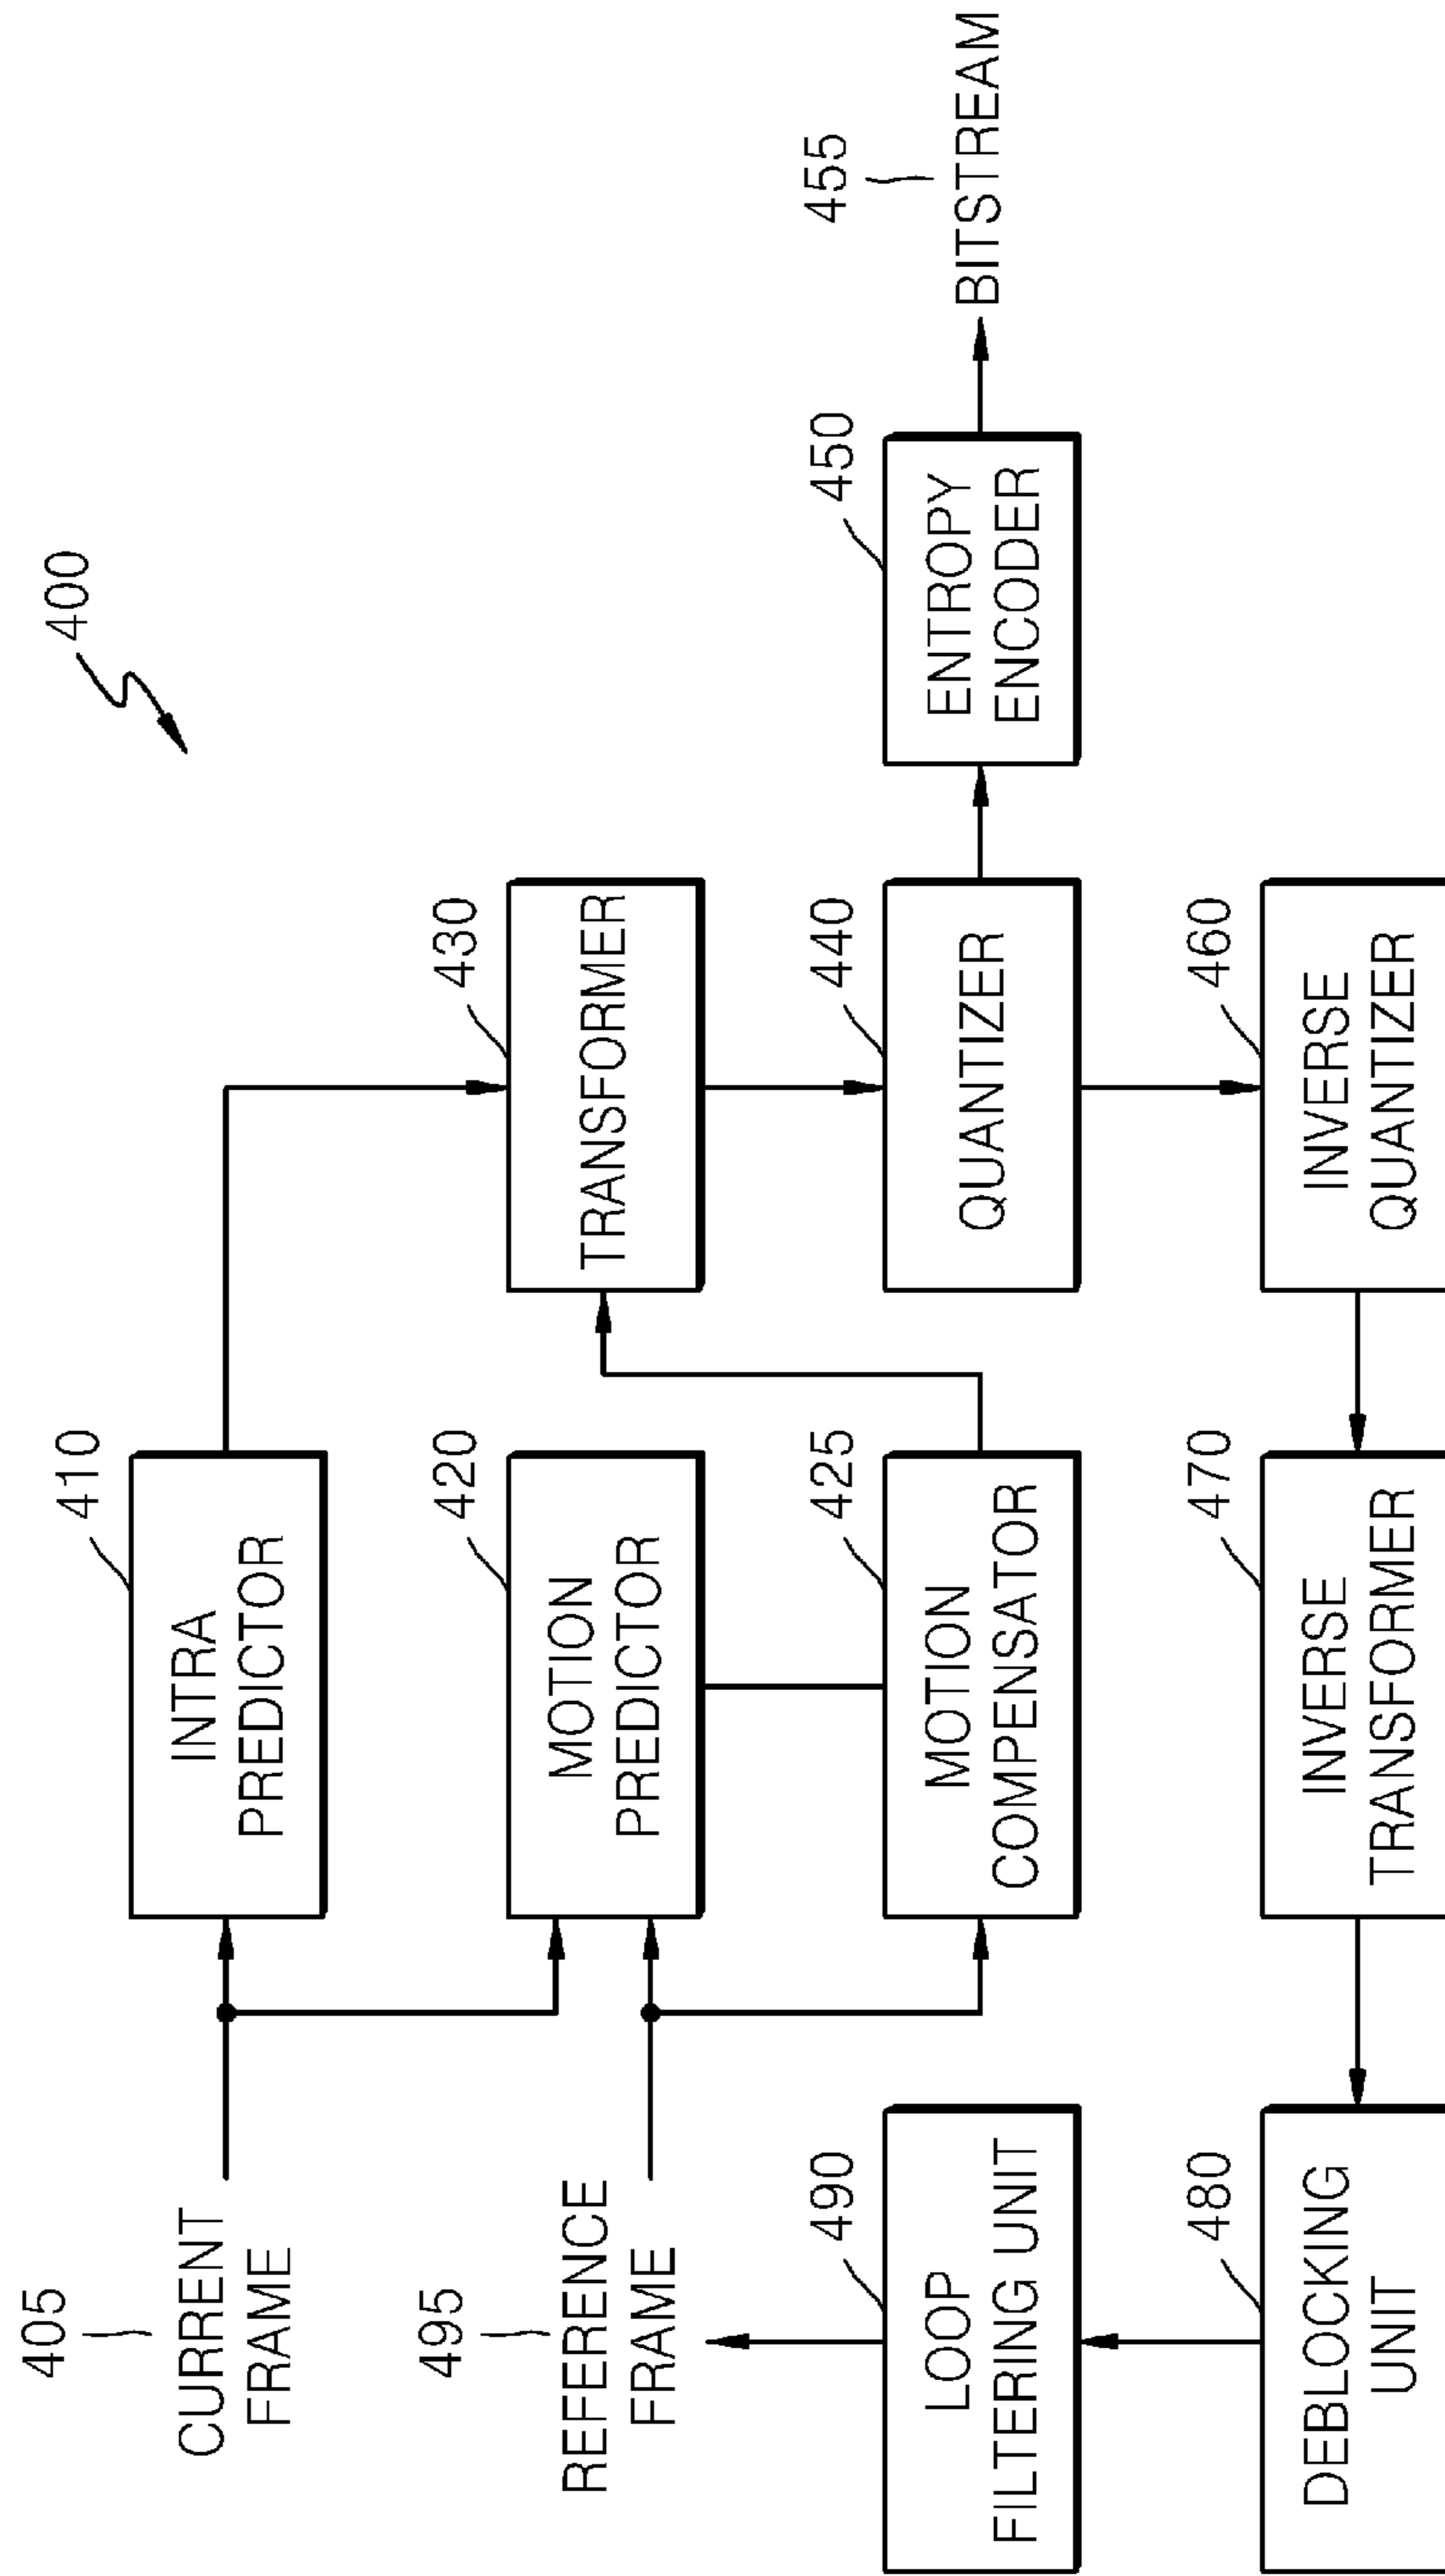 400
405
CURRENT
FRAME
410
INTRA
PREDICTOR
495
REFERENCE
FRAME
420
MOTION
PREDICTOR
430
TRANSFORMER
490
LOOP
FILTERING UNIT
425
MOTION
COMPENSATOR
440
QUANTIZER
450
ENTROPY
ENCODER
455
BITSTREAM
480
DEBLOCKING
UNIT
470
INVERSE
TRANSFORMER
460
INVERSE
QUANTIZER